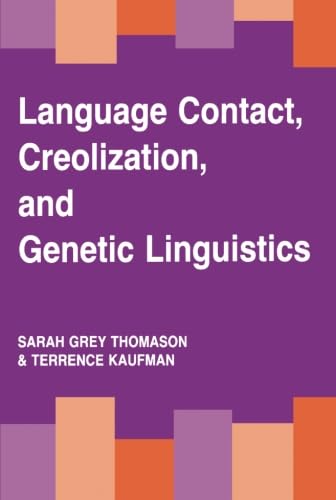 Language Contact,
Creolization,
and
Genetic Linguistics
SARAH GREY THOMASON
& TERRENCE KAUFMAN